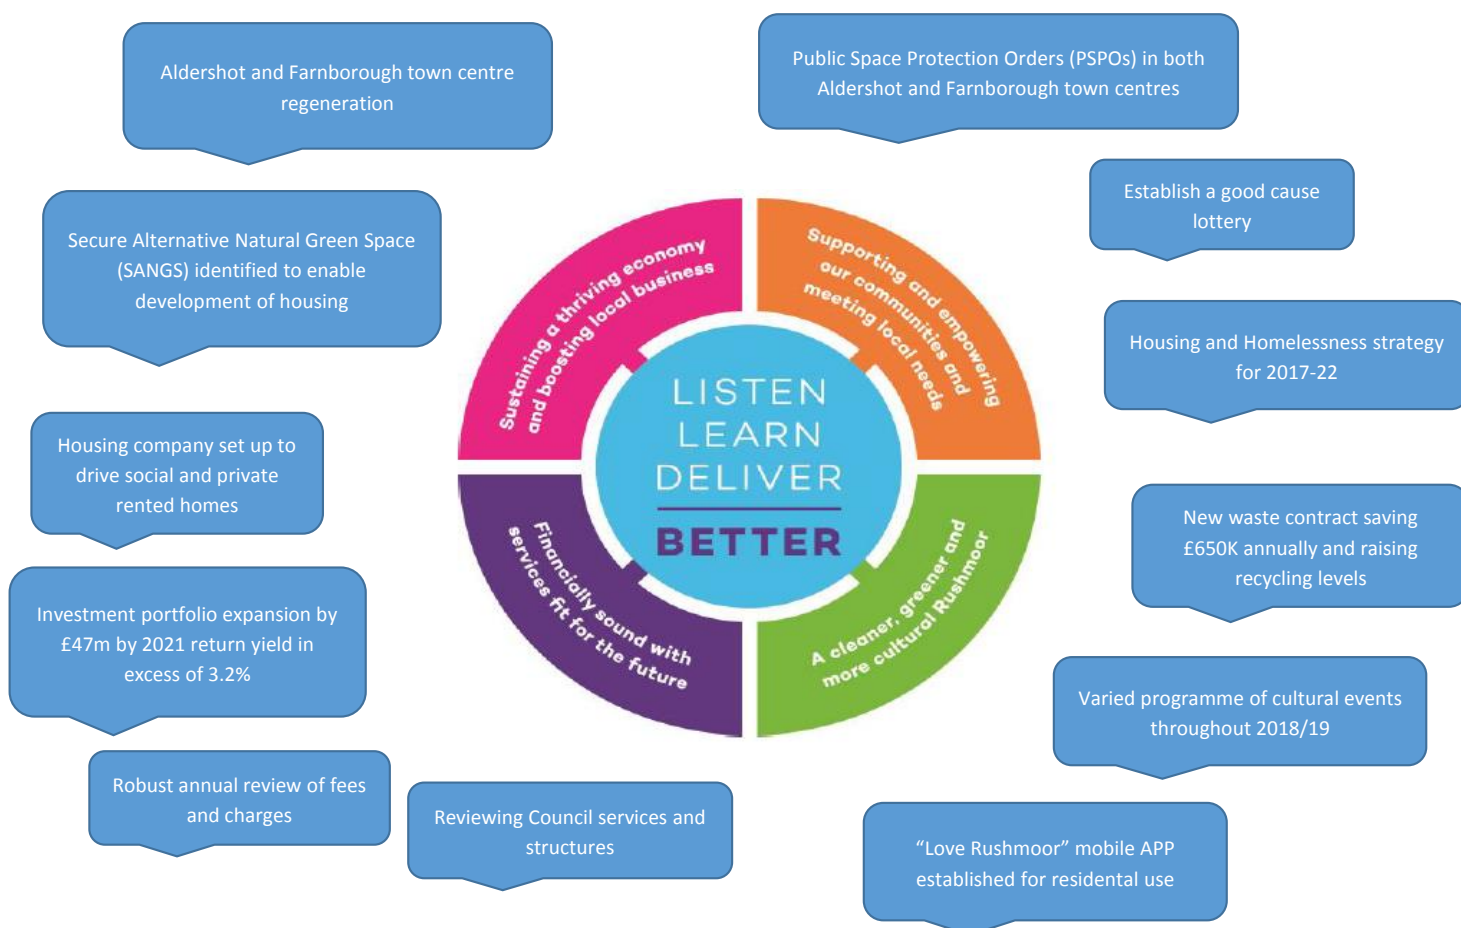 Aldershot and Farnborough town centre
regeneration
Public Space Protection Orders (PSPOs) in both
Aldershot and Farnborough town centres
Establish a good cause
lottery
Secure Alternative Natural Green Space
(SANGS) identified to enable
development of housing
Housing and Homelessness strategy
for 2017-22
Housing company set up to
drive social and private
rented homes
New waste contract saving
£650K annually and raising
recycling levels
Investment portfolio expansion by
£47m by 2021 return yield in
excess of 3.2%
Varied programme of cultural events
throughout 2018/19
Robust annual review of fees
and charges
Reviewing Council services and
structures
“Love Rushmoor” mobile APP
established for residental use
Sustaining a thriving economy
and boosting local business
Supporting and empowering
our communities and
meeting local needs
LISTEN
LEARN
DELIVER
BETTER
Financially sound with
services fit for the future
A cleaner, greener and
more cultural Rushmoor